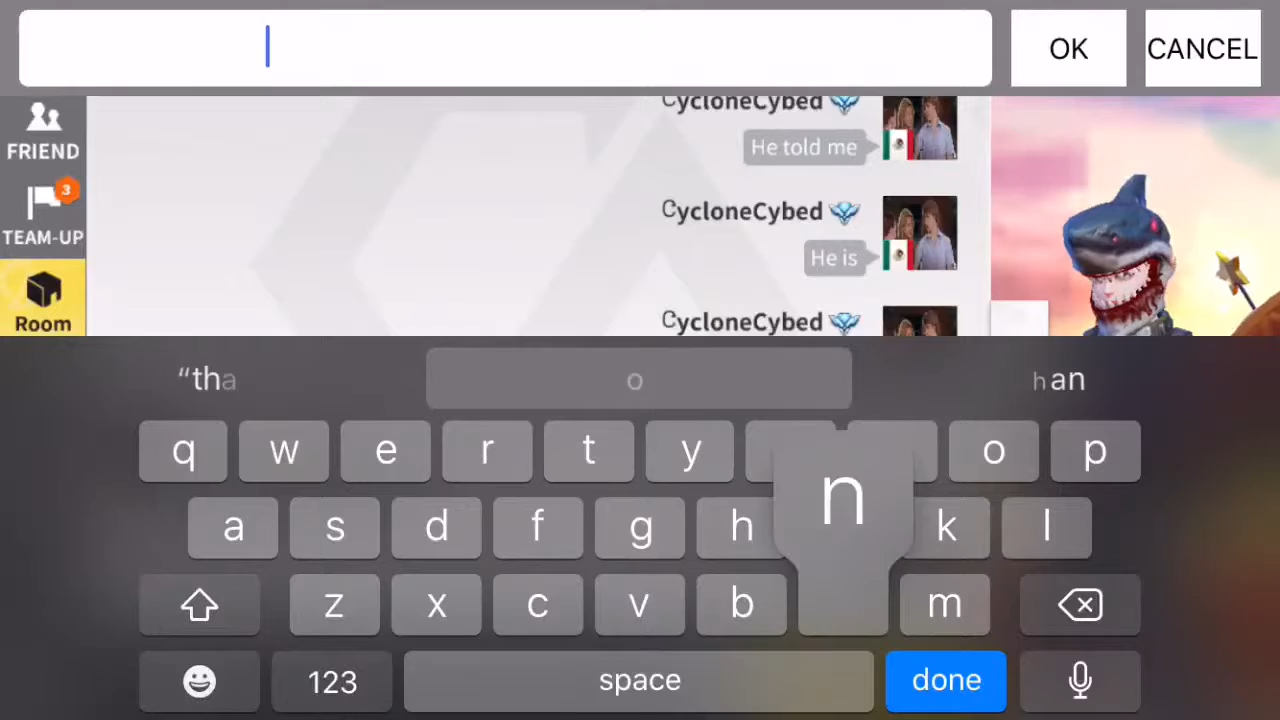 OK
CANCEL
CycloneCybed
He told me
FRIEND
3
TEAM-UP
CycloneCybed
He is
Room
CycloneCybed
“tha
o
han
q w e r t y o p
a s d f g h n k l
z x c v b m
123
space
done